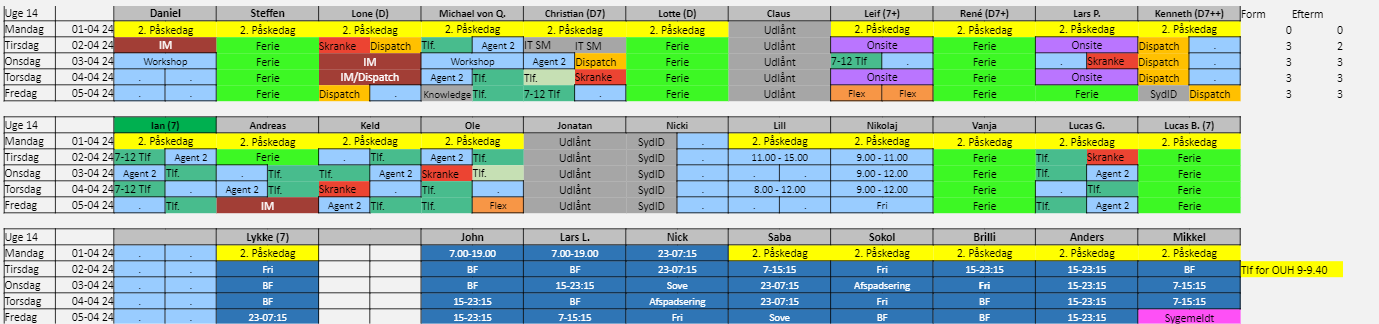 Uge 14 Daniel Steffen Lone (D) Michael von Q. Christian (D7) Lotte (D) Claus Leif (7+) René (D7+) Lars P. Kenneth (D7++) Form Efterm
Mandag 01-04 24 2. Påskedag 2. Påskedag 2. Påskedag 2. Påskedag 2. Påskedag 2. Påskedag Udlånt 2. Påskedag 2. Påskedag 2. Påskedag 2. Påskedag 0 0
Tirsdag 02-04 24 IM Ferie Skranke Dispatch Tlf. Agent 2 IT SM IT SM Ferie Udlånt Onsite Ferie Onsite Dispatch . 3 2
Onsdag 03-04 24 Workshop Ferie IM Workshop Agent 2 Dispatch Ferie Udlånt 7-12 Tlf . Ferie . Skranke Dispatch . 3 3
Torsdag 04-04 24 . . Ferie IM/Dispatch Agent 2 Tlf. Tlf. Skranke Ferie Udlånt Onsite Ferie Onsite Dispatch . 3 3
Fredag 05-04 24 . . Ferie Dispatch . Knowledge Tlf. 7-12 Tlf . Ferie Udlånt Flex Flex Ferie Ferie SydID Dispatch 3 3
Uge 14 Ian (7) Andreas Keld Ole Jonatan Nicki Lill Nikolaj Vanja Lucas G. Lucas B. (7)
Mandag 01-04 24 2. Påskedag 2. Påskedag 2. Påskedag 2. Påskedag Udlånt SydID . 2. Påskedag 2. Påskedag 2. Påskedag 2. Påskedag 2. Påskedag
Tirsdag 02-04 24 7-12 Tlf Agent 2 Ferie . Tlf. Agent 2 Tlf. Udlånt SydID . 11.00 - 15.00 9.00 - 11.00 Ferie Tlf. Skranke Ferie
Onsdag 03-04 24 Agent 2 Tlf. . Tlf. Tlf. Agent 2 Skranke Tlf. Udlånt SydID . . . 9.00 - 12.00 Ferie Tlf. Agent 2 Ferie
Torsdag 04-04 24 7-12 Tlf . Agent 2 Tlf. Skranke . Tlf. . Udlånt SydID . 8.00 - 12.00 9.00 - 12.00 Ferie . Tlf. Ferie
Fredag 05-04 24 . Tlf. IM Agent 2 Tlf. Tlf. Flex Udlånt SydID . . . Fri Ferie Tlf. Agent 2 Ferie
Uge 14 Lykke (7) John Lars L. Nick Saba Sokol Brilli Anders Mikkel
Mandag 01-04 24 . . 2. Påskedag 7.00-19.00 7.00-19.00 23-07:15 2. Påskedag 2. Påskedag 2. Påskedag 2. Påskedag 2. Påskedag
Tirsdag 02-04 24 . . Fri BF BF 23-07:15 7-15:15 Fri 15-23:15 15-23:15 BF Tlf for OUH 9-9.40
Onsdag 03-04 24 . . BF BF 15-23:15 Sove 23-07:15 Afspadsering Fri 15-23:15 7-15:15
Torsdag 04-04 24 . . BF 15-23:15 BF Afspadsering 23-07:15 Fri BF 15-23:15 7-15:15
Fredag 05-04 24 . . 23-07:15 15-23:15 7-15:15 Fri Sove BF BF 15-23:15 Sygemeldt